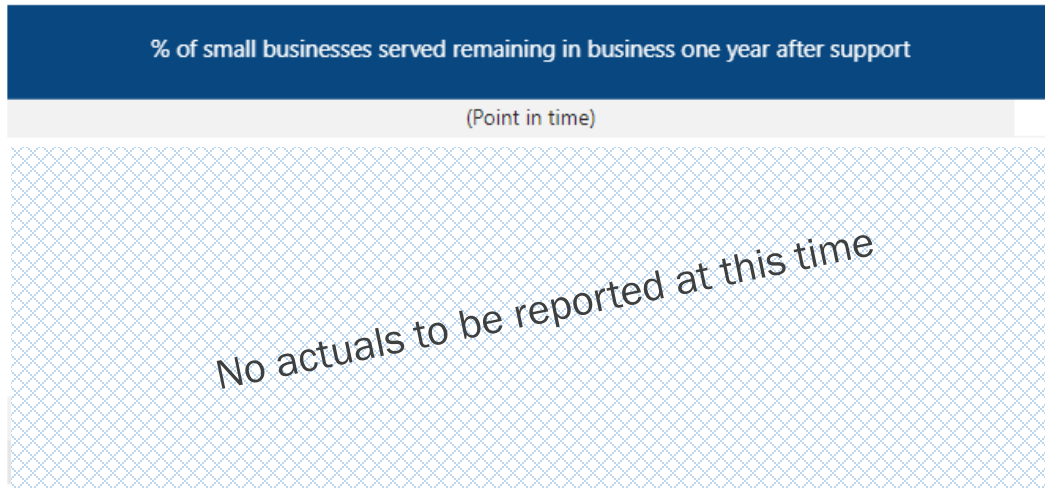 % of small businesses served remaining in business one year after support
(Point in time)
No actuals to be reported at this time